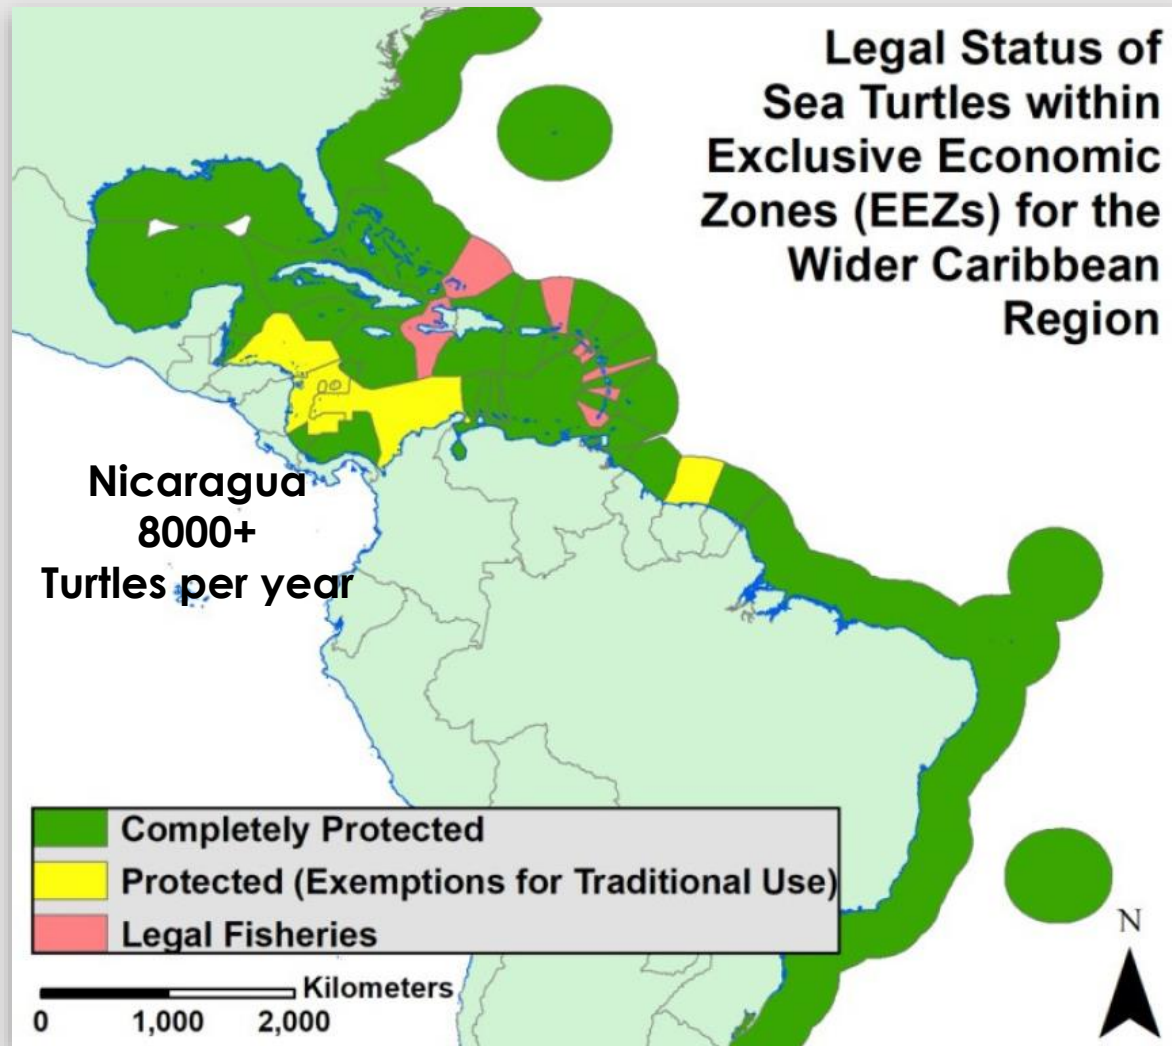 Legal Status of
Sea Turtles within
Exclusive Economic
Zones (EEZs) for the
Wider Caribbean
Region
Nicaragua
8000+
Turtles per year
Completely Protected
Protected (Exemptions for Traditional Use)
Legal Fisheries
Kilometers
0 1,000 2,000
N